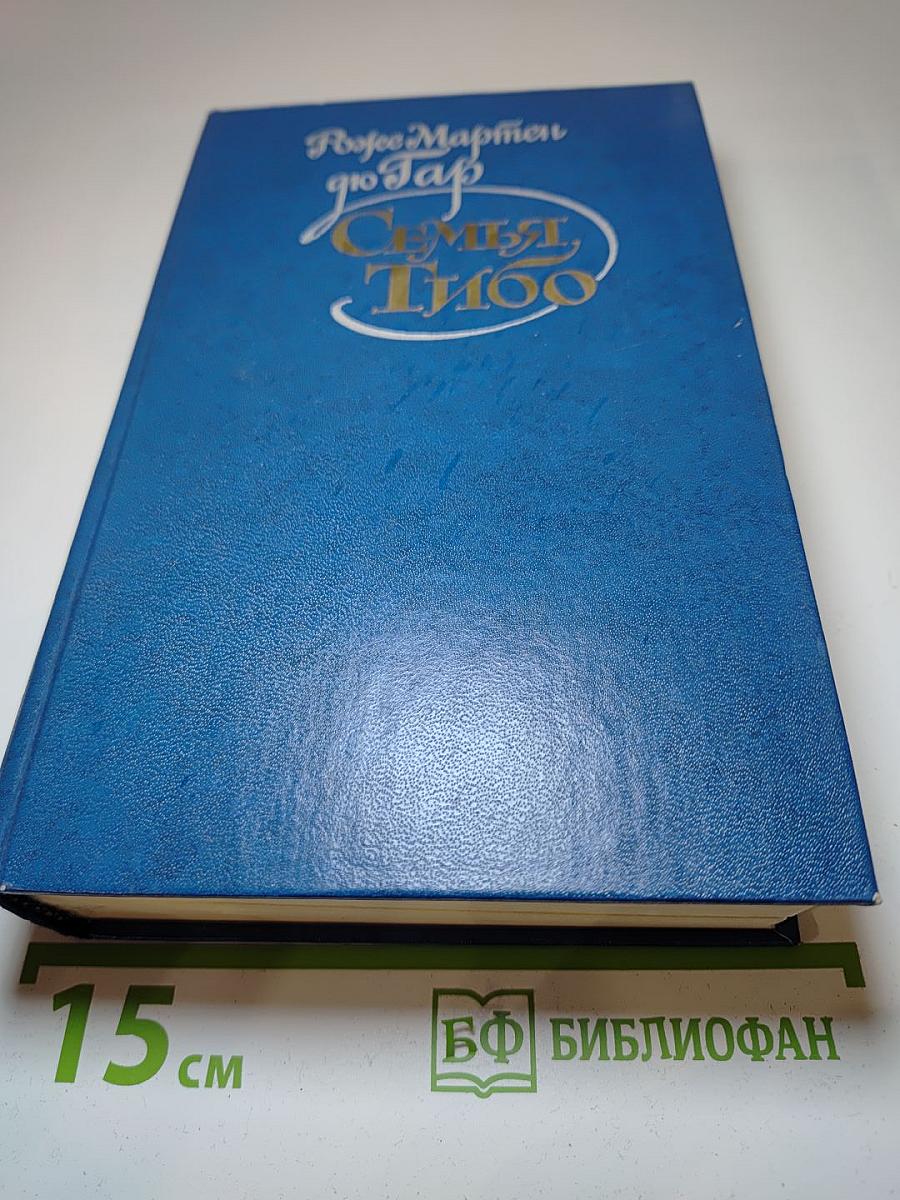 Роже Мартен
дю Гар
Семья
Тибо
15 см
БФ БИБЛИОФАН